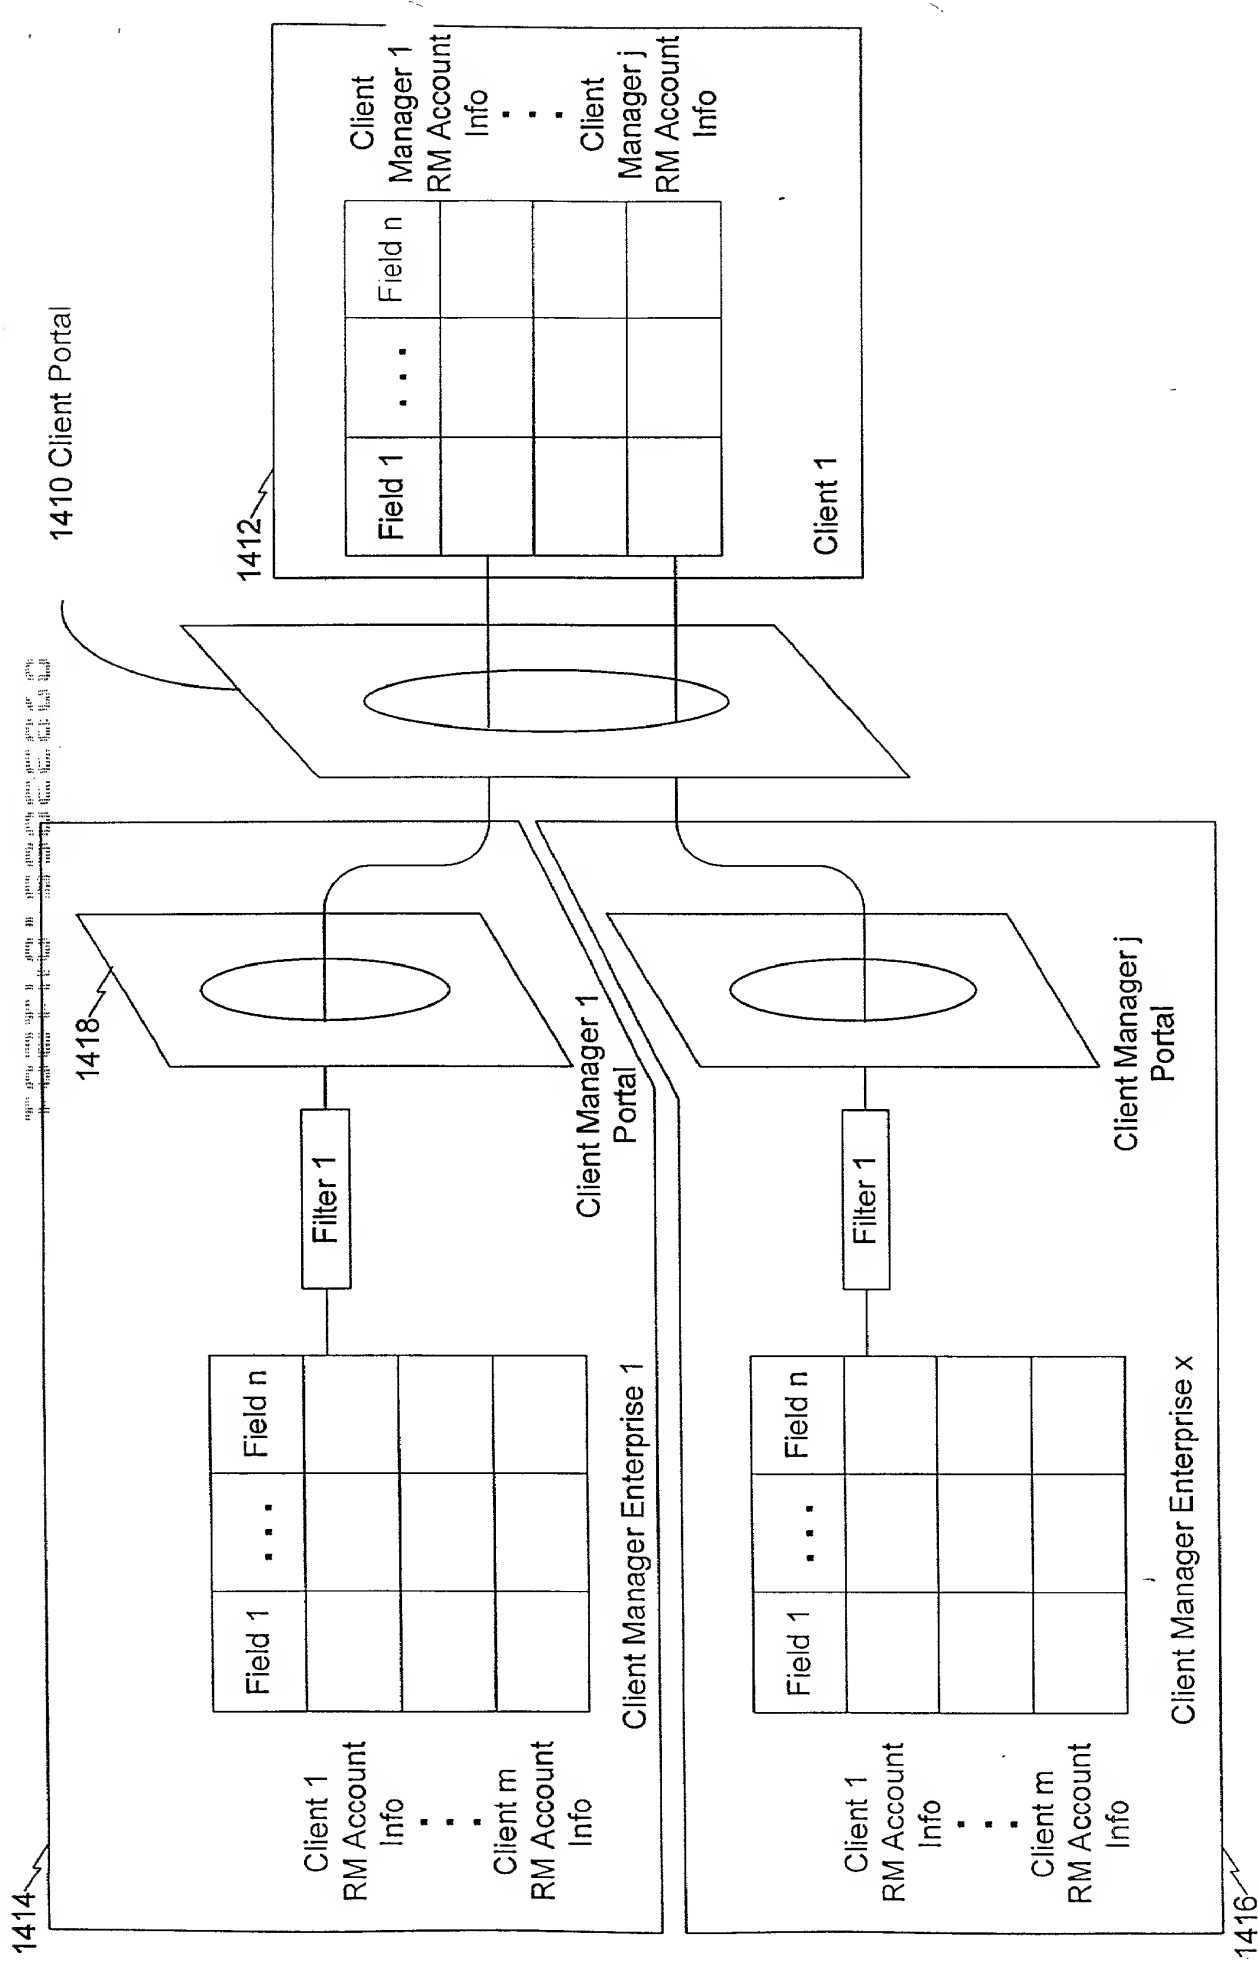 1414
Client 1
RM Account
Info
Client m
RM Account
Info
Field 1
. . .
Field n
Client Manager Enterprise 1
Filter 1
1418
Client Manager 1
Portal
1410 Client Portal
1412
Field 1
. . .
Field n
Client
Manager 1
RM Account
Info
Client
Manager j
RM Account
Info
Client 1
Client 1
RM Account
Info
Client m
RM Account
Info
Field 1
. . .
Field n
Client Manager Enterprise x
Filter 1
Client Manager j
Portal
1416